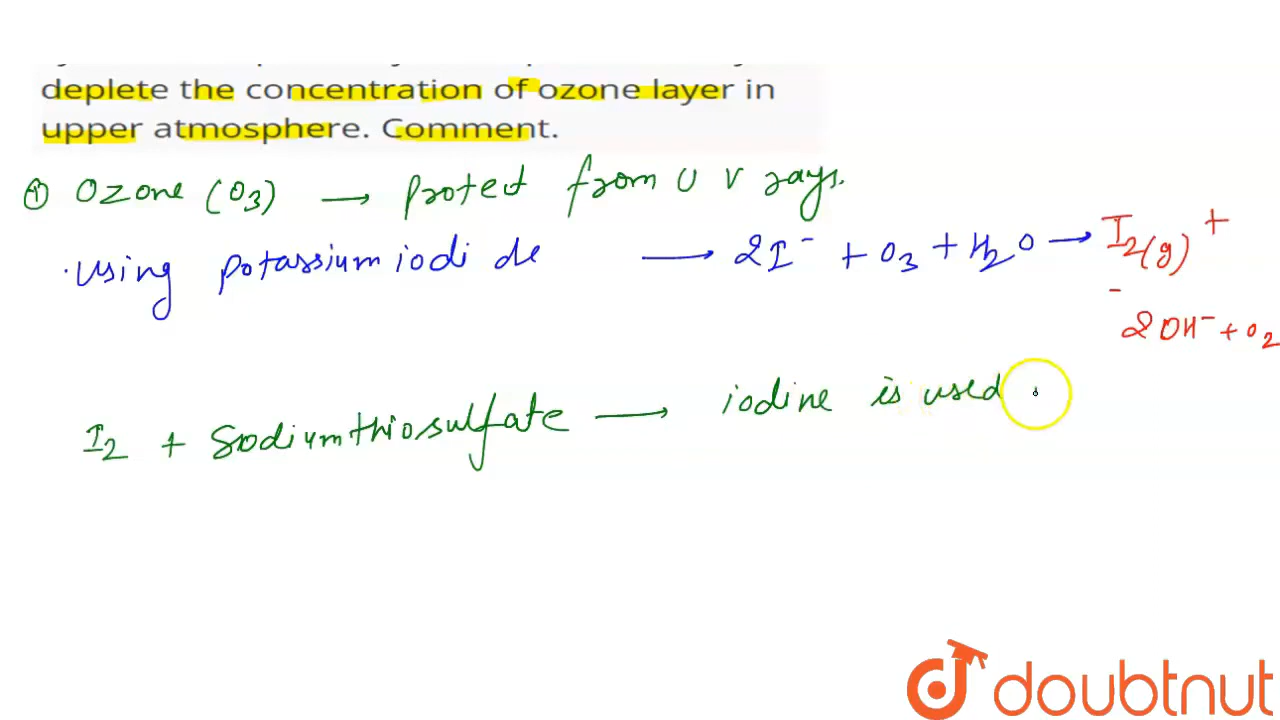 deplete the concentration of ozone layer in
upper atmosphere. Comment.
① Ozone (O3) → Protect from U V rays.
· Using potassium iodide → 2I⁻ + O3 + H2O → I2(g) +
2OH⁻ + O2
I2 + Sodiumthiosulfate → iodine is used
doubtnut